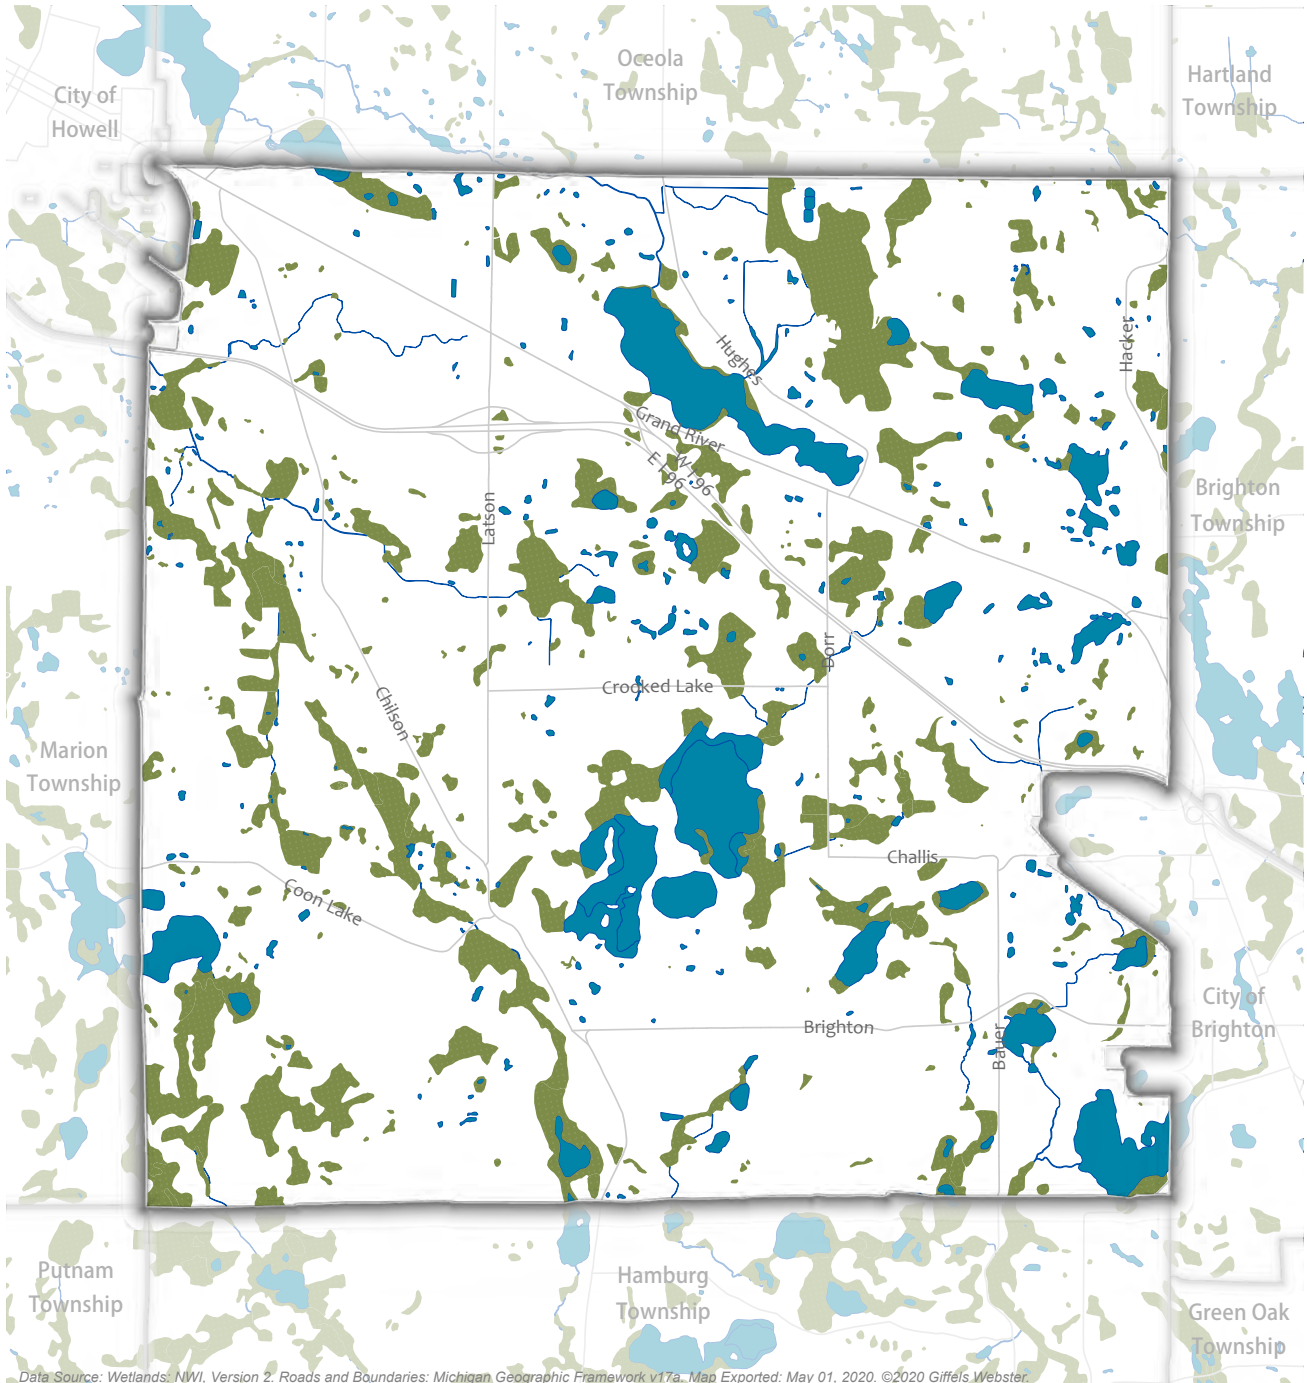 Oceola
Township
Hartland
Township
City of
Howell
Hacker
Hughes
Grand River
W I 96
E I 96
Latson
Brighton
Township
Dorr
Crooked Lake
Chilson
Marion
Township
Challis
Coon Lake
City of
Brighton
Brighton
Bauer
Putnam
Township
Hamburg
Township
Green Oak
Township
Data Source: Wetlands: NWI, Version 2. Roads and Boundaries: Michigan Geographic Framework v17a. Map Exported: May 01, 2020. ©2020 Giffels Webster.